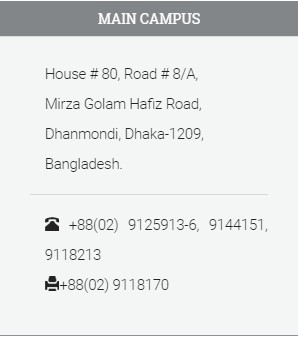 MAIN CAMPUS
House # 80, Road # 8/A,
Mirza Golam Hafiz Road,
Dhanmondi, Dhaka-1209,
Bangladesh.
+88(02) 9125913-6, 9144151,
9118213
+88(02) 9118170